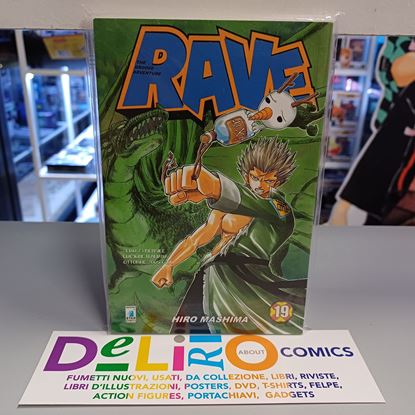 RAVE
THE
GROOVE
ADVENTURE
HIRO MASHIMA
19
DELiRiO ABOUT COMICS
FUMETTI NUOVI, USATI, DA COLLEZIONE, LIBRI, RIVISTE,
LIBRI D'ILLUSTRAZIONI, POSTERS, DVD, T-SHIRTS, FELPE,
ACTION FIGURES, PORTACHIAVI, GADGETS